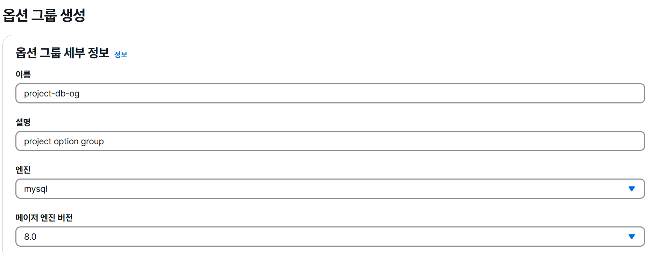 옵션 그룹 생성
옵션 그룹 세부 정보 정보
이름
project-db-og
설명
project option group
엔진
mysql
메이저 엔진 버전
8.0